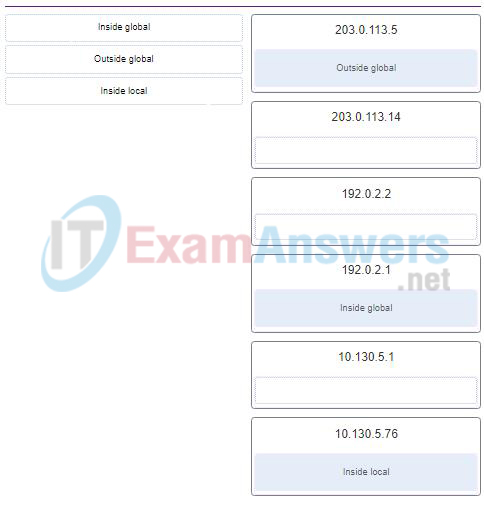 Inside global
Outside global
Inside local
203.0.113.5
Outside global
203.0.113.14
192.0.2.2
192.0.2.1
Inside global
10.130.5.1
10.130.5.76
Inside local
ITExamAnswers
.net